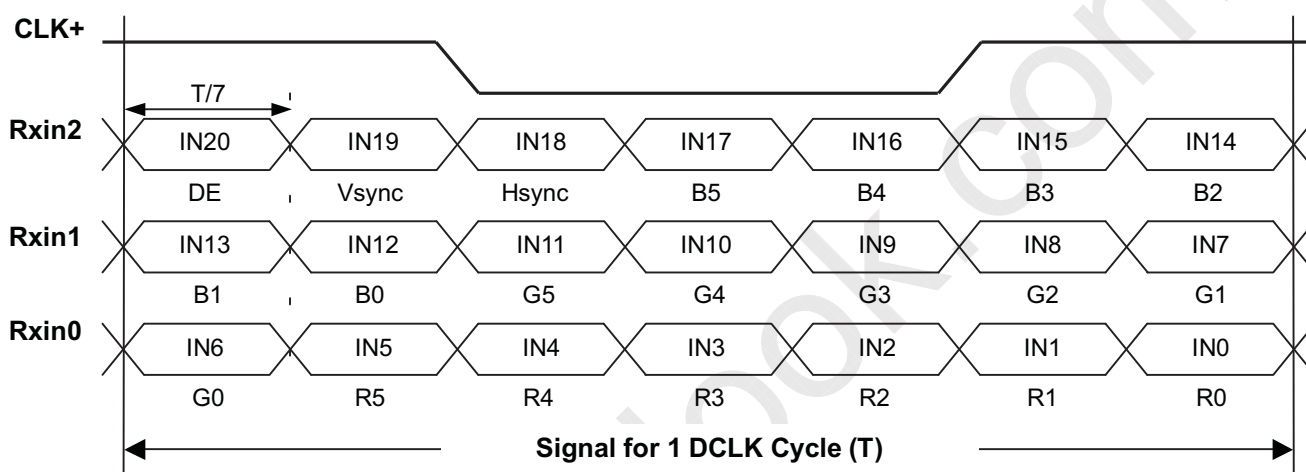 CLK+
T/7
Rxin2 IN20 IN19 IN18 IN17 IN16 IN15 IN14
DE Vsync Hsync B5 B4 B3 B2
Rxin1 IN13 IN12 IN11 IN10 IN9 IN8 IN7
B1 B0 G5 G4 G3 G2 G1
Rxin0 IN6 IN5 IN4 IN3 IN2 IN1 IN0
G0 R5 R4 R3 R2 R1 R0
Signal for 1 DCLK Cycle (T)
look.com